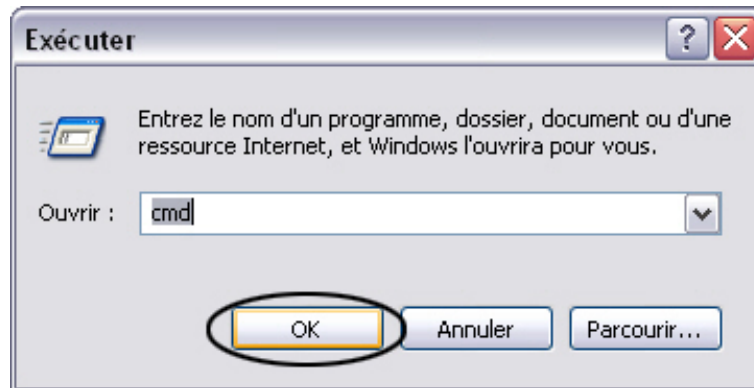 Exécuter
?
Entrez le nom d'un programme, dossier, document ou d'une
ressource Internet, et Windows l'ouvrira pour vous.
Ouvrir : cmd
OK Annuler Parcourir...